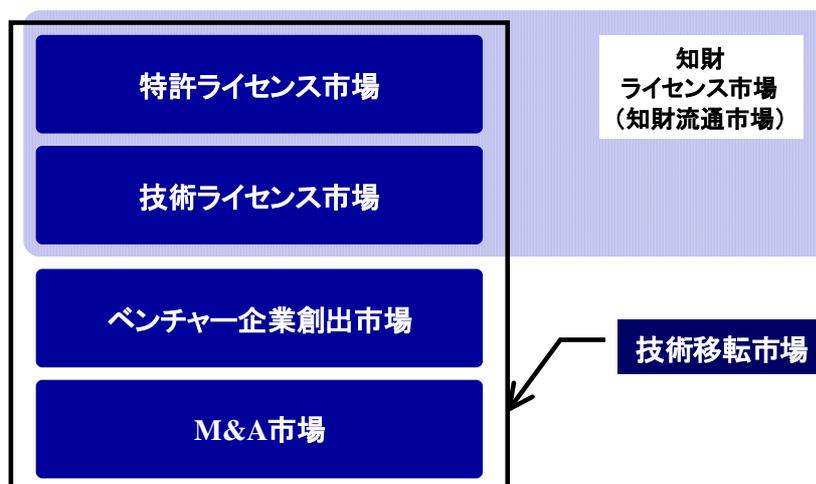 特許ライセンス市場
知財
ライセンス市場
（知財流通市場）
技術ライセンス市場
ベンチャー企業創出市場
技術移転市場
M&A市場